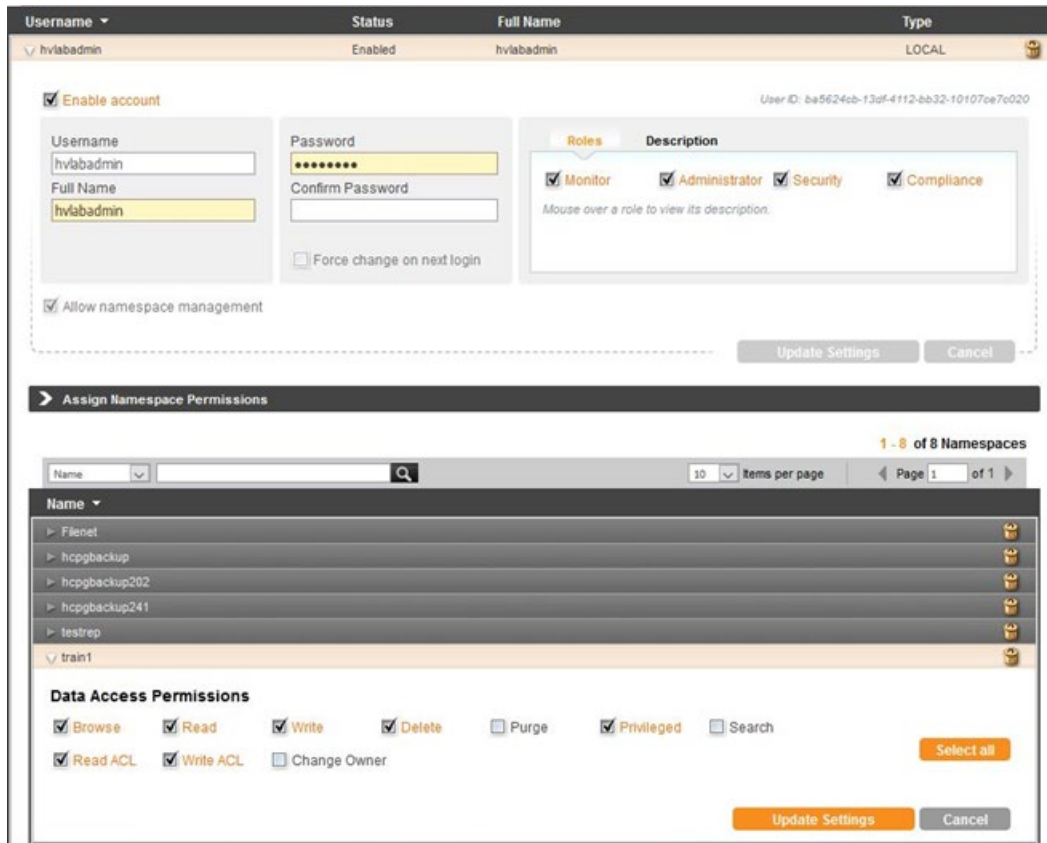 Username Status Full Name Type
hvlabadmin Enabled hvlabadmin LOCAL
Enable account User ID: ba5624cb-13df-4112-bb32-10107ce7c020
Username Password Roles Description
hvlabadmin ••••••••
Full Name Confirm Password Monitor Administrator Security Compliance
hvlabadmin Mouse over a role to view its description.
Force change on next login
Allow namespace management
Update Settings Cancel
Assign Namespace Permissions
1 - 8 of 8 Namespaces
Name 10 Items per page Page 1 of 1
Name
Filenet
hcpgbackup
hcpgbackup202
hcpgbackup241
testrep
train1
Data Access Permissions
Browse Read Write Delete Purge Privileged Search
Read ACL Write ACL Change Owner Select all
Update Settings Cancel